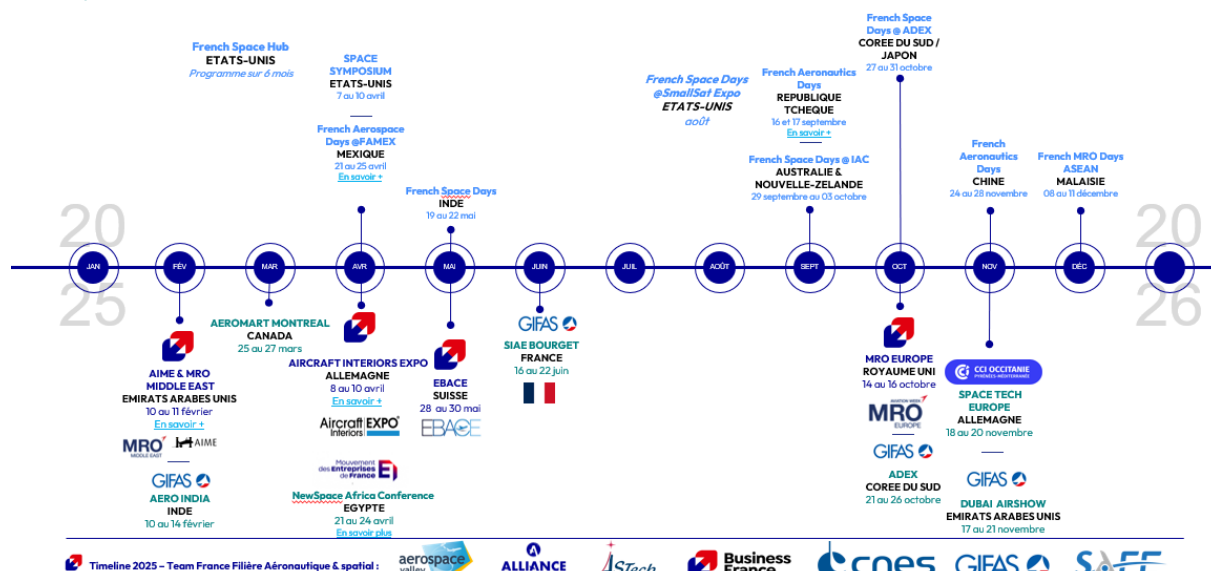 French Space Hub
ETATS-UNIS
Programme sur 6 mois
SPACE
SYMPOSIUM
ETATS-UNIS
7 au 10 avril
French Aerospace
Days @FAMEX
MEXIQUE
21 au 25 avril
En savoir +
French Space Days
INDE
19 au 22 mai
French Space Days
@SmallSat Expo
ETATS-UNIS
août
French Aeronautics
Days
REPUBLIQUE
TCHEQUE
16 et 17 septembre
En savoir +
French Space Days @ IAC
AUSTRALIE &
NOUVELLE-ZELANDE
29 septembre au 03 octobre
French Space
Days @ ADEX
COREE DU SUD /
JAPON
27 au 31 octobre
French
Aeronautics
Days
CHINE
24 au 28 novembre
French MRO Days
ASEAN
MALAISIE
08 au 11 décembre
20
25
JAN
FÉV
MAR
AVR
MAI
JUIN
JUIL
AOÛT
SEPT
OCT
NOV
DÉC
20
26
AIME & MRO
MIDDLE EAST
EMIRATS ARABES UNIS
10 au 11 février
En savoir +
MRO
MIDDLE EAST
AIME
GIFAS
AERO INDIA
INDE
10 au 14 février
AEROMART MONTREAL
CANADA
25 au 27 mars
AIRCRAFT INTERIORS EXPO
ALLEMAGNE
8 au 10 avril
En savoir +
Aircraft EXPO
Interiors
Mouvement
des Entreprises
de France
NewSpace Africa Conference
EGYPTE
21 au 24 avril
En savoir plus
EBACE
SUISSE
28 au 30 mai
EBACE
GIFAS
SIAE BOURGET
FRANCE
16 au 22 juin
MRO EUROPE
ROYAUME UNI
14 au 16 octobre
AVIATION WEEK
MRO
EUROPE
GIFAS
ADEX
COREE DU SUD
21 au 26 octobre
CCI OCCITANIE
PYRÉNÉES-MÉDITERRANÉE
SPACE TECH
EUROPE
ALLEMAGNE
18 au 20 novembre
GIFAS
DUBAI AIRSHOW
EMIRATS ARABES UNIS
17 au 21 novembre
Timeline 2025 – Team France Filière Aéronautique & spatial :
aerospace
valley
ALLIANCE
ASTech
Business
France
cnes
GIFAS